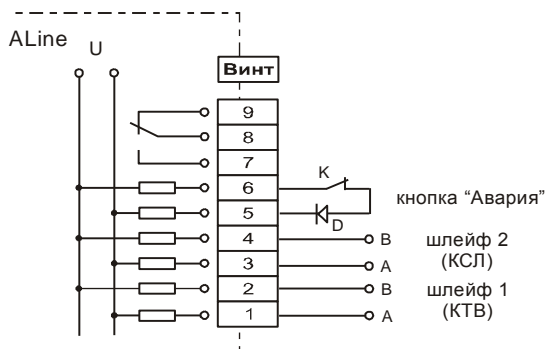 ALine
U
Винт
9
8
7
6
5
4
3
2
1
K
D
кнопка “Авария”
B
A
шлейф 2
(КСЛ)
B
A
шлейф 1
(КТВ)